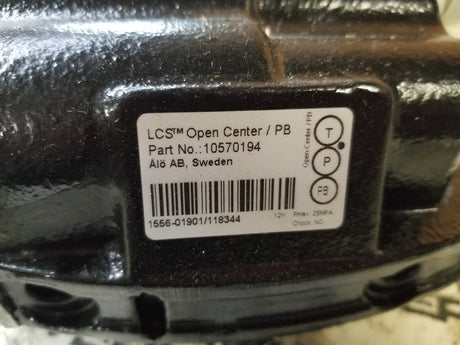 LCS™ Open Center / PB
Part No.:10570194
Ålö AB, Sweden
1556-01901/118344
12V Pmax: 25MPA
Check: NO
Open Center / PB
T
P
PB